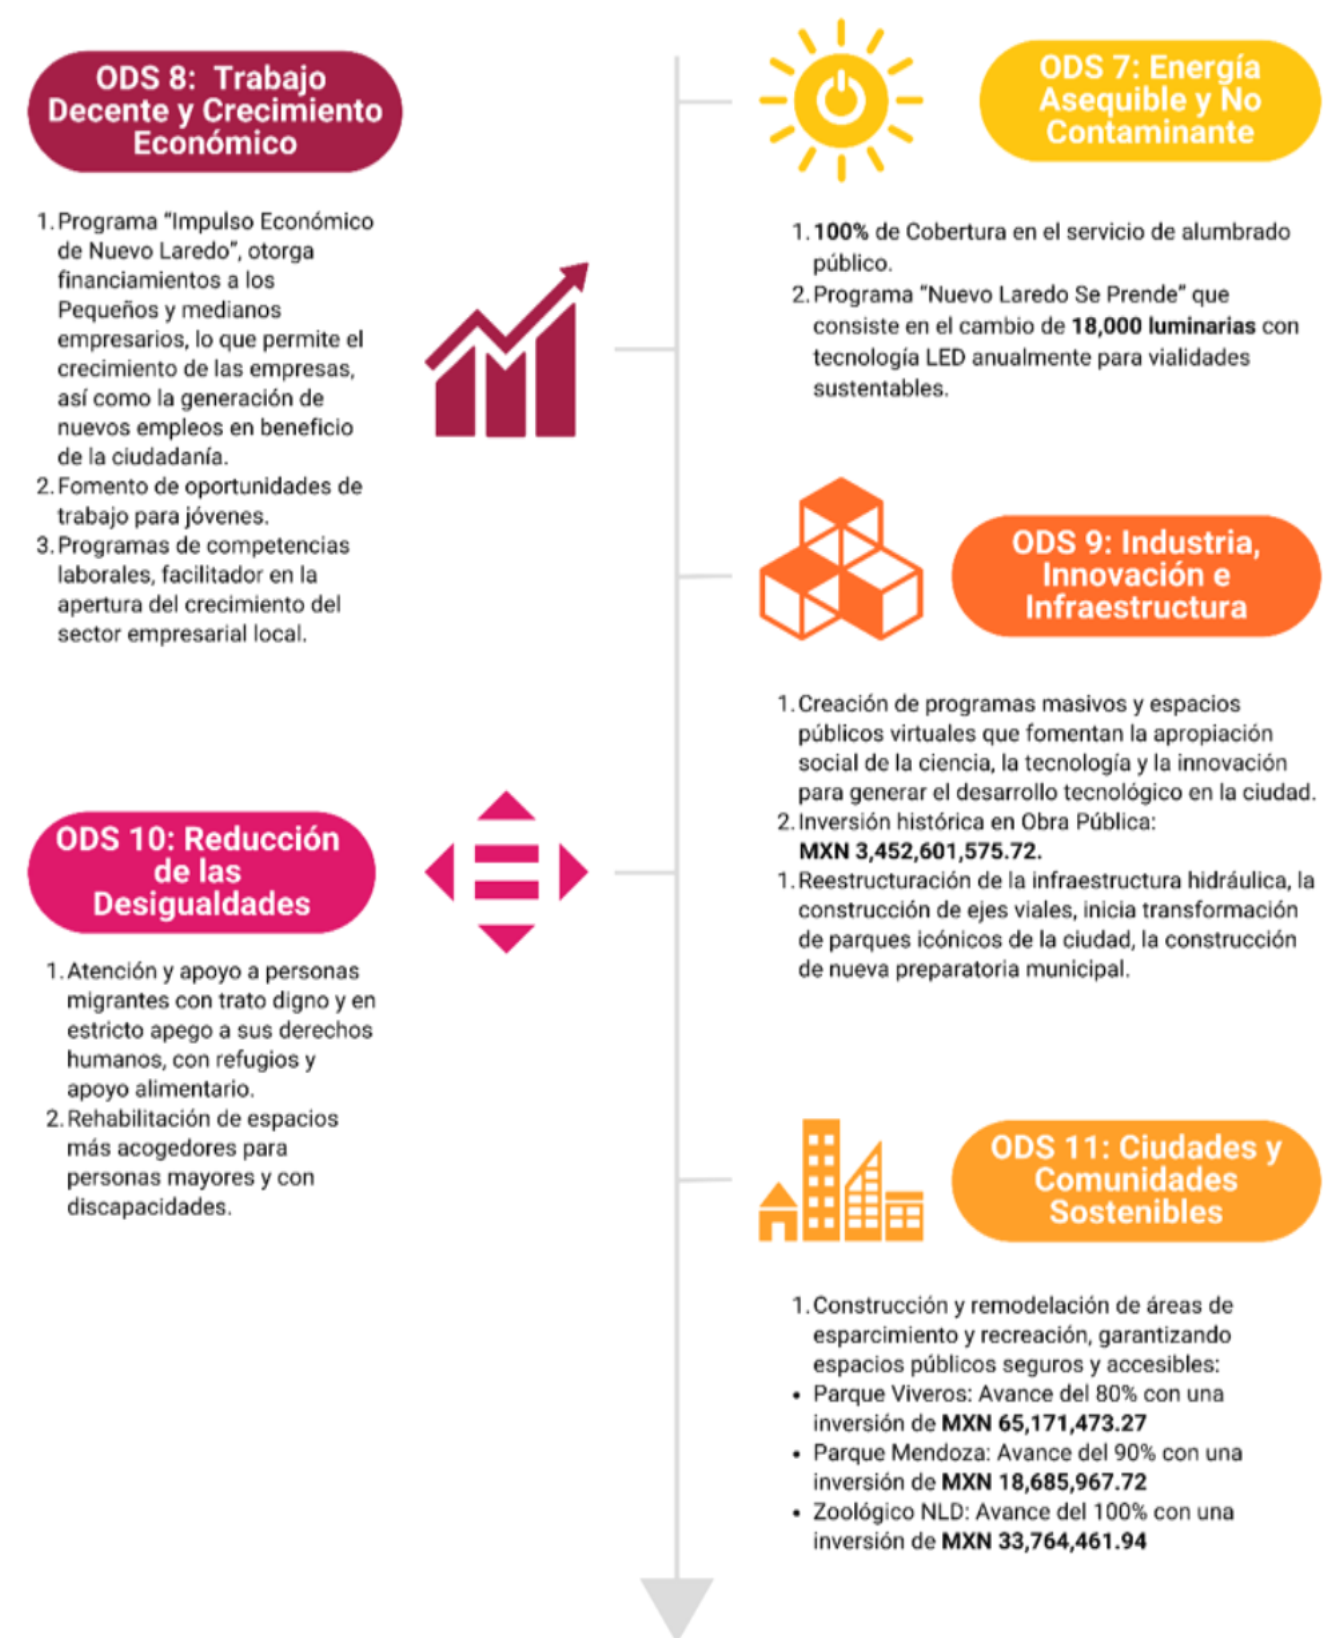 ODS 7: Energía
Asequible y No
Contaminante
1. 100% de Cobertura en el servicio de alumbrado
público.
2. Programa “Nuevo Laredo Se Prende” que
consiste en el cambio de 18,000 luminarias con
tecnología LED anualmente para vialidades
sustentables.
ODS 8: Trabajo
Decente y Crecimiento
Económico
1. Programa “Impulso Económico
de Nuevo Laredo”, otorga
financiamientos a los
Pequeños y medianos
empresarios, lo que permite el
crecimiento de las empresas,
así como la generación de
nuevos empleos en beneficio
de la ciudadanía.
2. Fomento de oportunidades de
trabajo para jóvenes.
3. Programas de competencias
laborales, facilitador en la
apertura del crecimiento del
sector empresarial local.
ODS 9: Industria,
Innovación e
Infraestructura
1. Creación de programas masivos y espacios
públicos virtuales que fomentan la apropiación
social de la ciencia, la tecnología y la innovación
para generar el desarrollo tecnológico en la ciudad.
2. Inversión histórica en Obra Pública:
MXN 3,452,601,575.72.
1. Reestructuración de la infraestructura hidráulica, la
construcción de ejes viales, inicia transformación
de parques icónicos de la ciudad, la construcción
de nueva preparatoria municipal.
ODS 10: Reducción
de las
Desigualdades
1. Atención y apoyo a personas
migrantes con trato digno y en
estricto apego a sus derechos
humanos, con refugios y
apoyo alimentario.
2. Rehabilitación de espacios
más acogedores para
personas mayores y con
discapacidades.
ODS 11: Ciudades y
Comunidades
Sostenibles
1. Construcción y remodelación de áreas de
esparcimiento y recreación, garantizando
espacios públicos seguros y accesibles:
• Parque Viveros: Avance del 80% con una
inversión de MXN 65,171,473.27
• Parque Mendoza: Avance del 90% con una
inversión de MXN 18,685,967.72
• Zoológico NLD: Avance del 100% con una
inversión de MXN 33,764,461.94